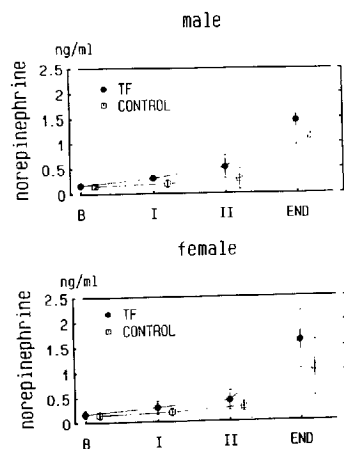 male
ng/ml
2.5
2
1.5
1
0.5
0
norepinephrine
TF
CONTROL
B I II END
female
ng/ml
2.5
2
1.5
1
0.5
0
norepinephrine
TF
CONTROL
B I II END